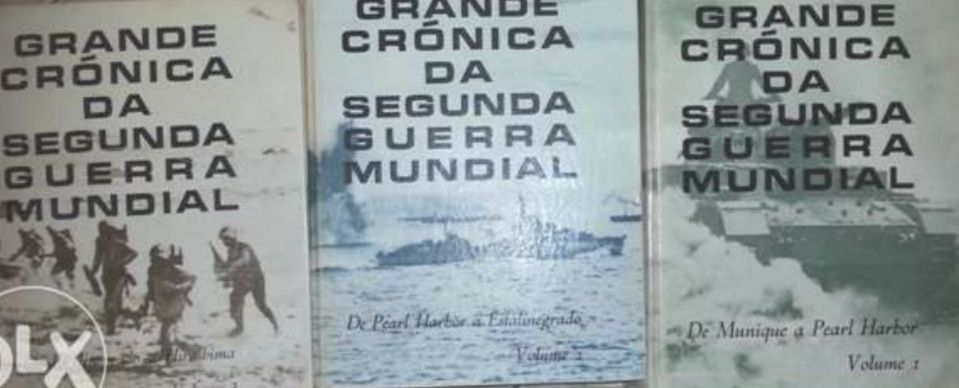 GRANDE
CRÓNICA
DA
SEGUNDA
GUERRA
MUNDIAL
OLX
GRANDE
CRÓNICA
DA
SEGUNDA
GUERRA
MUNDIAL
De Pearl Harbor a Estalinegrado
Volume 2
GRANDE
CRÓNICA
DA
SEGUNDA
GUERRA
MUNDIAL
De Munique a Pearl Harbor
Volume 1